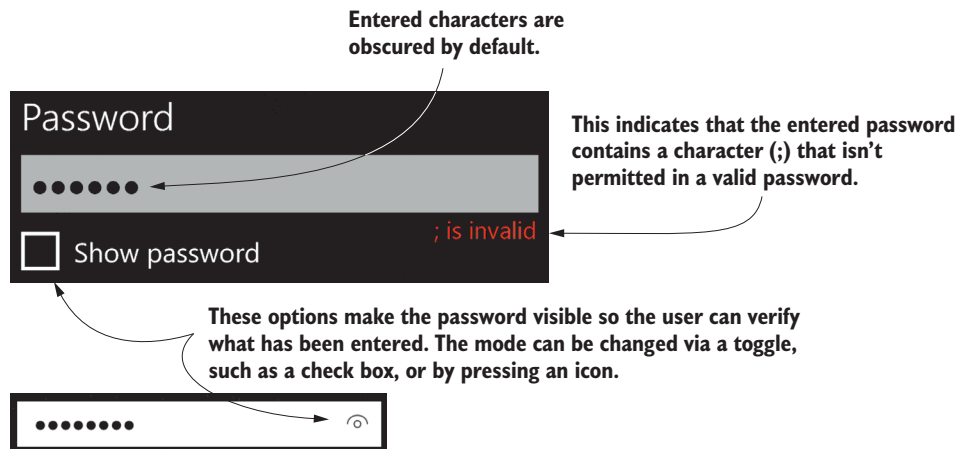 Entered characters are
obscured by default.
Password
This indicates that the entered password
contains a character (;) that isn't
permitted in a valid password.
; is invalid
Show password
These options make the password visible so the user can verify
what has been entered. The mode can be changed via a toggle,
such as a check box, or by pressing an icon.